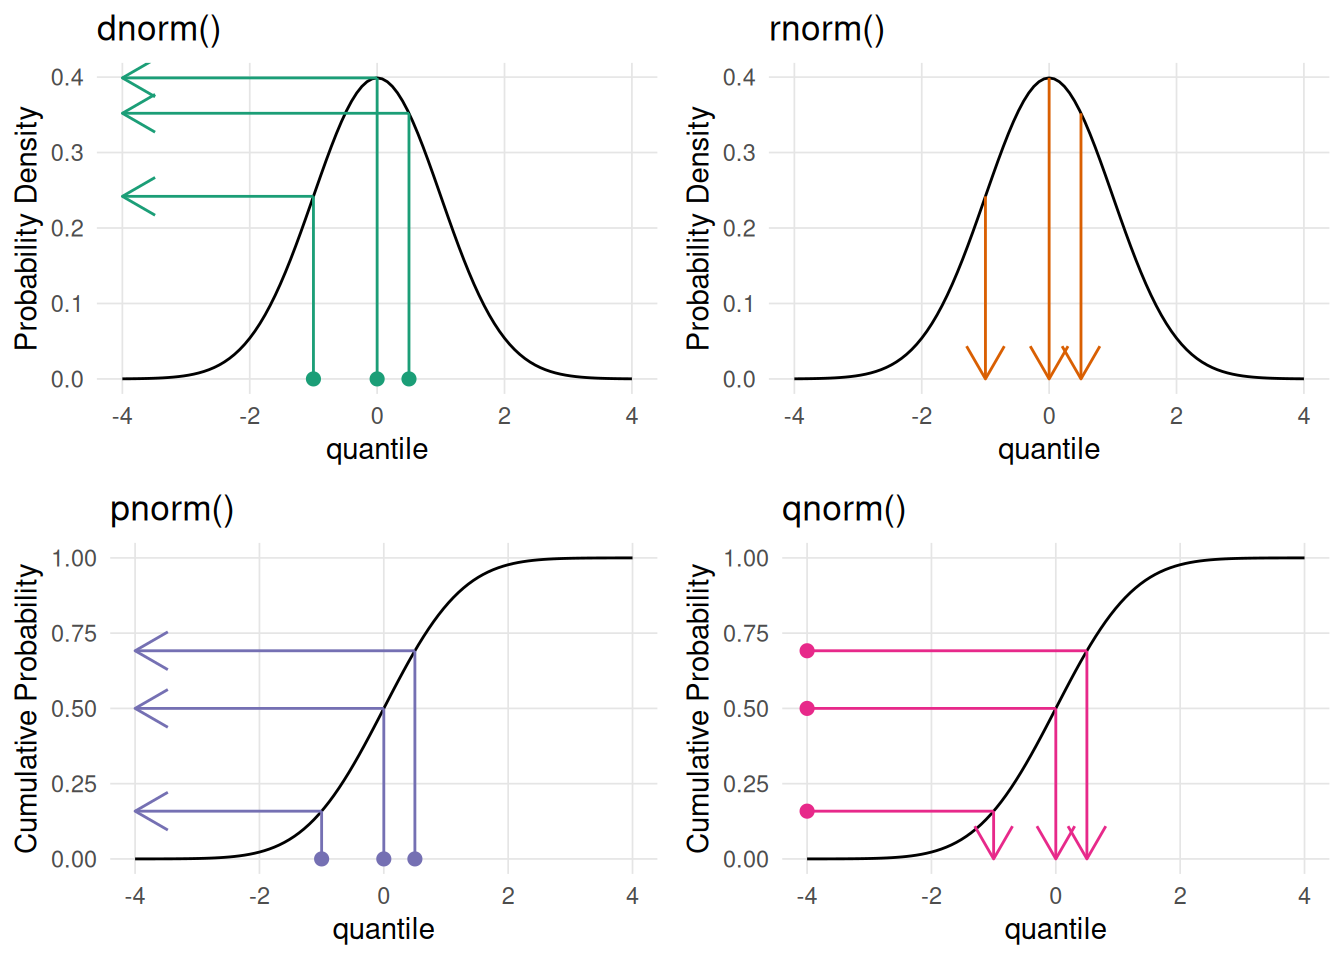 dnorm()
Probability Density
0.4
0.3
0.2
0.1
0.0
-4 -2 0 2 4
quantile
rnorm()
Probability Density
0.4
0.3
0.2
0.1
0.0
-4 -2 0 2 4
quantile
pnorm()
Cumulative Probability
1.00
0.75
0.50
0.25
0.00
-4 -2 0 2 4
quantile
qnorm()
Cumulative Probability
1.00
0.75
0.50
0.25
0.00
-4 -2 0 2 4
quantile